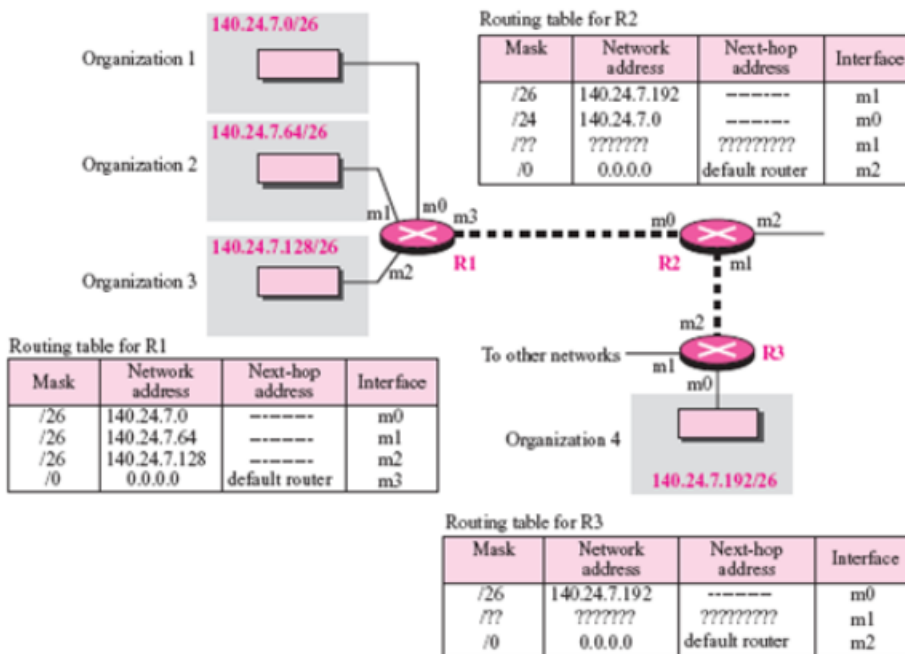 140.24.7.0/26
Organization 1
140.24.7.64/26
Organization 2
140.24.7.128/26
Organization 3
m0
m1
m2
m3
R1
Routing table for R2
Mask Network address Next-hop address Interface
/26 140.24.7.192 ---------- m1
/24 140.24.7.0 ---------- m0
/?? ??????? ????????? m1
/0 0.0.0.0 default router m2
m0
m2
R2
m1
m2
R3
To other networks
m1
m0
Organization 4
140.24.7.192/26
Routing table for R1
Mask Network address Next-hop address Interface
/26 140.24.7.0 ---------- m0
/26 140.24.7.64 ---------- m1
/26 140.24.7.128 ---------- m2
/0 0.0.0.0 default router m3
Routing table for R3
Mask Network address Next-hop address Interface
/26 140.24.7.192 ---------- m0
/?? ??????? ????????? m1
/0 0.0.0.0 default router m2